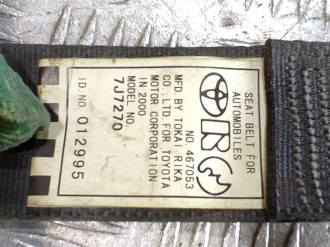 SEAT BELT FOR
AUTOMOBILES
NO. 467053
MFD. BY TOKAI RIKA
CO., LTD. FOR TOYOTA
MOTOR CORPORATION
IN 2000
MODEL NO.
7J7270
ID. NO. 012995